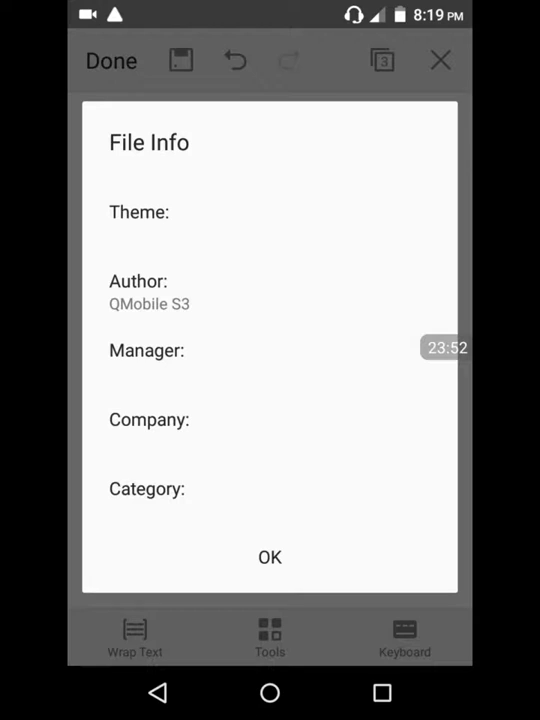 8:19 PM
Done
3
File Info
Theme:
Author:
QMobile S3
Manager:
23:52
Company:
Category:
OK
Wrap Text
Tools
Keyboard